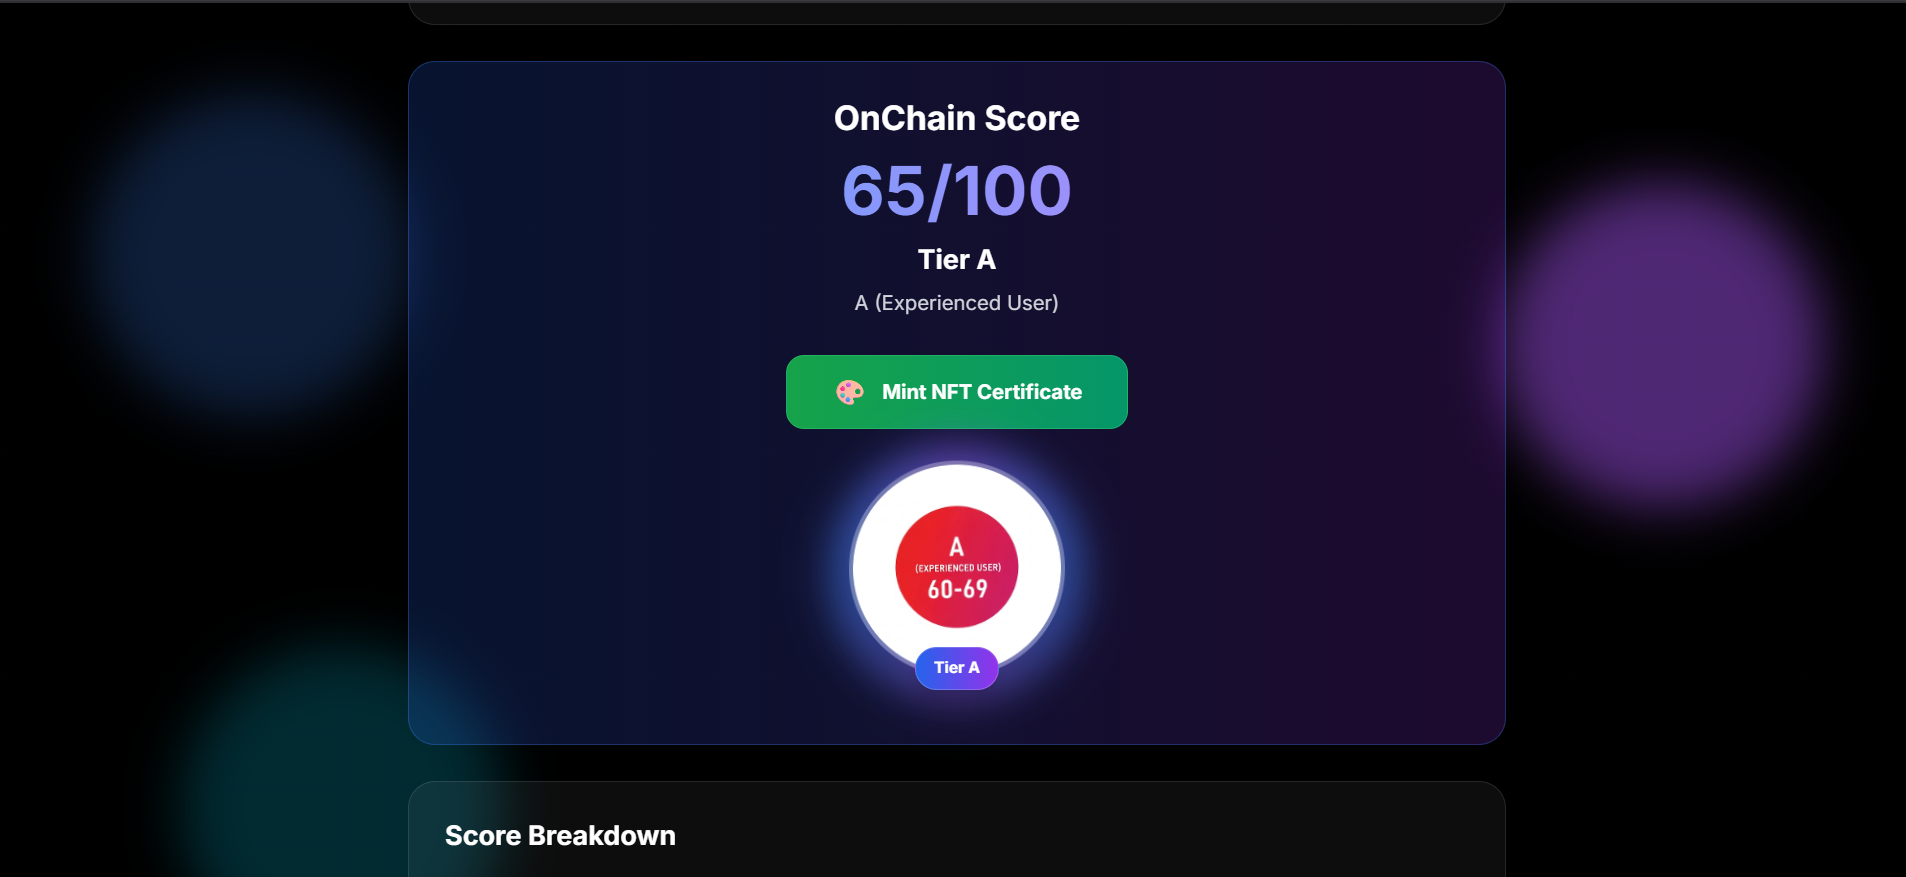 OnChain Score
65/100
Tier A
A (Experienced User)
Mint NFT Certificate
A
(EXPERIENCED USER)
60-69
Tier A
Score Breakdown